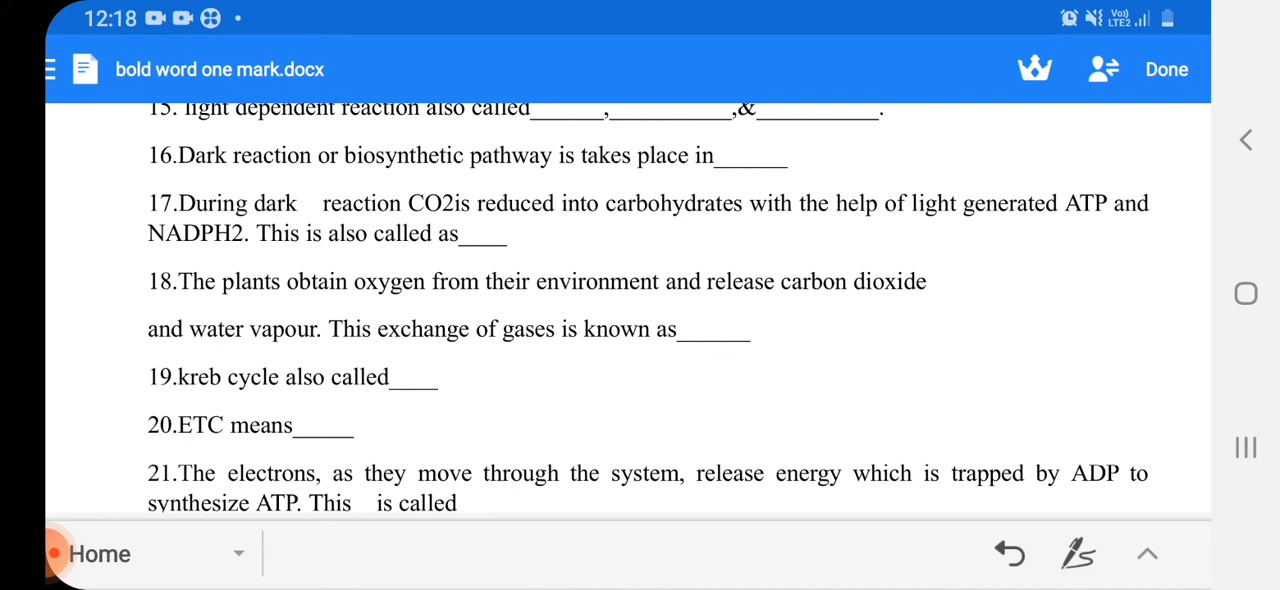 12:18
Vo))
LTE2
bold word one mark.docx
Done
15. light dependent reaction also called______,__________,&__________.
16.Dark reaction or biosynthetic pathway is takes place in______
17.During dark reaction CO2is reduced into carbohydrates with the help of light generated ATP and
NADPH2. This is also called as____
18.The plants obtain oxygen from their environment and release carbon dioxide
and water vapour. This exchange of gases is known as______
19.kreb cycle also called____
20.ETC means_____
21.The electrons, as they move through the system, release energy which is trapped by ADP to
synthesize ATP. This is called
Home